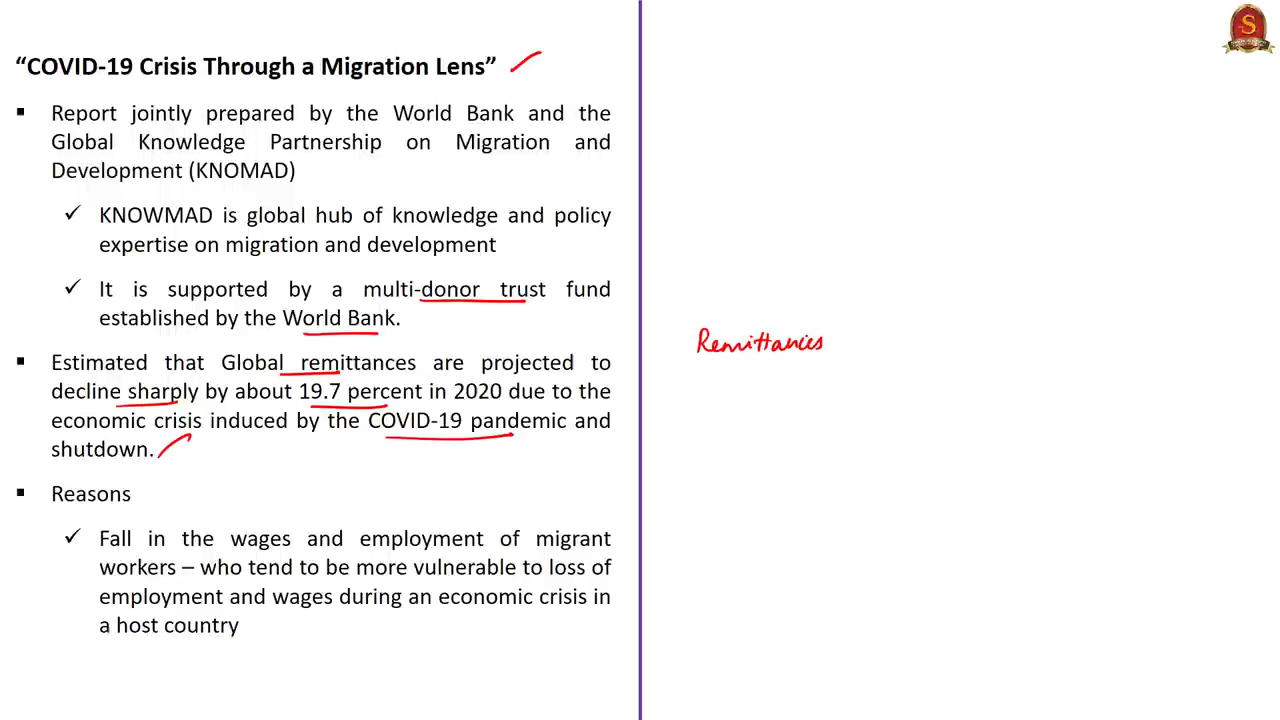 “COVID-19 Crisis Through a Migration Lens”
▪ Report jointly prepared by the World Bank and the
Global Knowledge Partnership on Migration and
Development (KNOMAD)
✓ KNOWMAD is global hub of knowledge and policy
expertise on migration and development
✓ It is supported by a multi-donor trust fund
established by the World Bank.
▪ Estimated that Global remittances are projected to
decline sharply by about 19.7 percent in 2020 due to the
economic crisis induced by the COVID-19 pandemic and
shutdown.
▪ Reasons
✓ Fall in the wages and employment of migrant
workers – who tend to be more vulnerable to loss of
employment and wages during an economic crisis in
a host country
Remittances
S